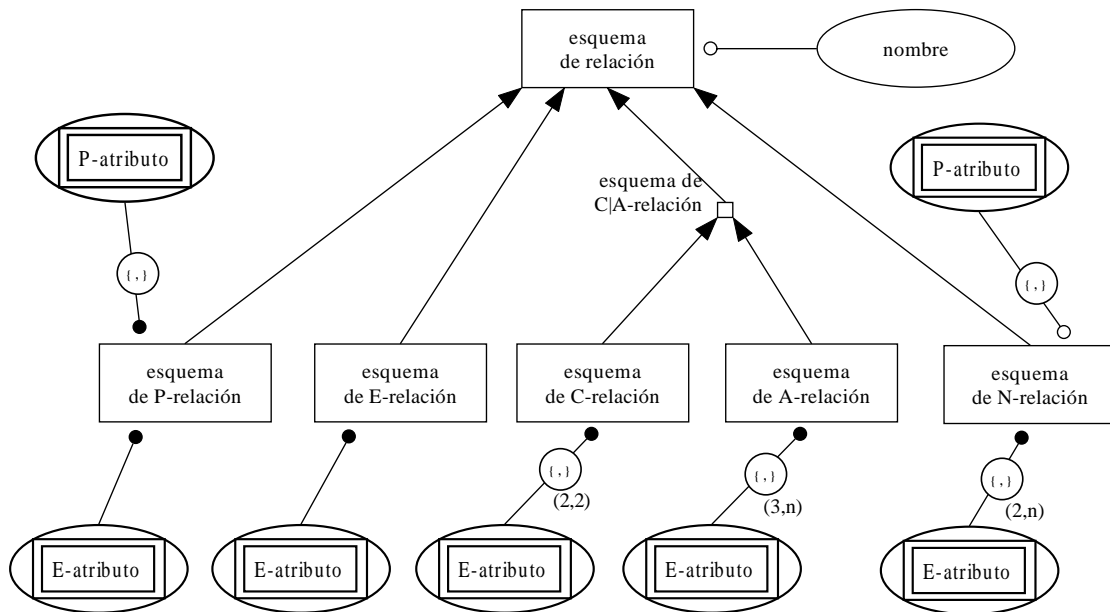 esquema
de relación
nombre
P-atributo
P-atributo
esquema de
C|A-relación
{ , }
{ , }
esquema
de P-relación
esquema
de E-relación
esquema
de C-relación
esquema
de A-relación
esquema
de N-relación
{ , }
(2,2)
{ , }
(3,n)
{ , }
(2,n)
E-atributo
E-atributo
E-atributo
E-atributo
E-atributo